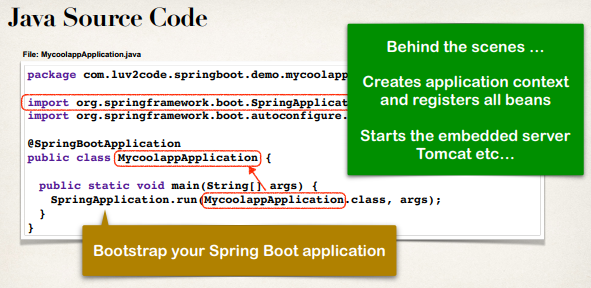 Java Source Code
File: MycoolappApplication.java
package com.luv2code.springboot.demo.mycoolapp
import org.springframework.boot.SpringApplicat
import org.springframework.boot.autoconfigure.
@SpringBootApplication
public class MycoolappApplication {
public static void main(String[] args) {
SpringApplication.run(MycoolappApplication.class, args);
}
}
Behind the scenes …
Creates application context
and registers all beans
Starts the embedded server
Tomcat etc…
Bootstrap your Spring Boot application